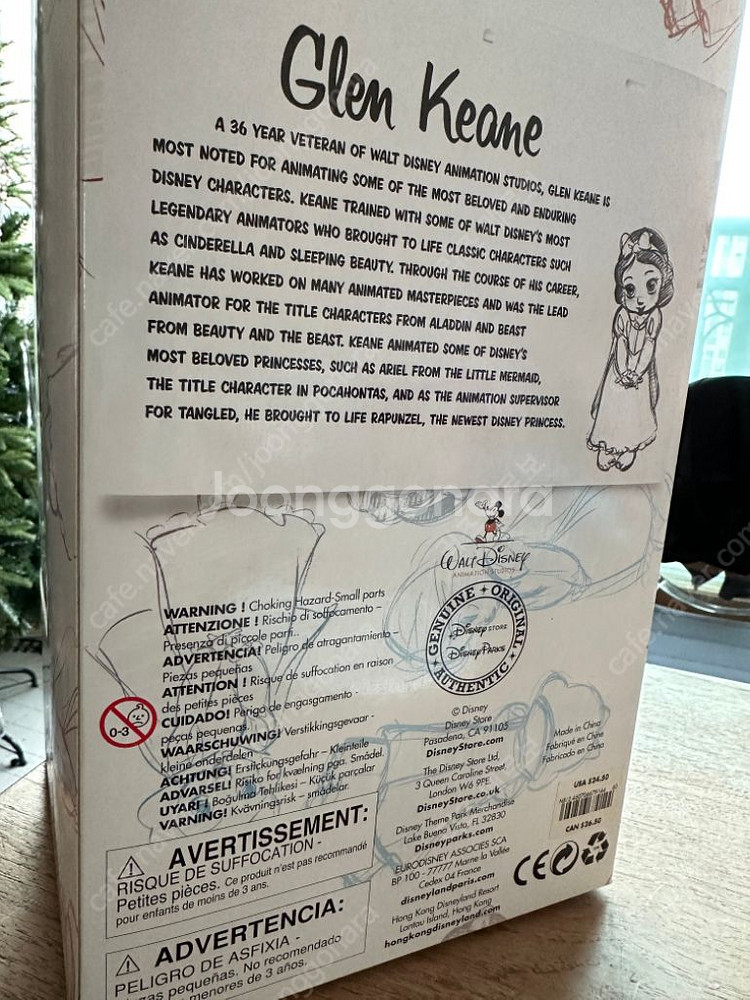 Glen Keane
A 36 YEAR VETERAN OF WALT DISNEY ANIMATION STUDIOS, GLEN KEANE IS
MOST NOTED FOR ANIMATING SOME OF THE MOST BELOVED AND ENDURING
DISNEY CHARACTERS. KEANE TRAINED WITH SOME OF WALT DISNEY'S MOST
LEGENDARY ANIMATORS WHO BROUGHT TO LIFE CLASSIC CHARACTERS SUCH
AS CINDERELLA AND SLEEPING BEAUTY. THROUGH THE COURSE OF HIS CAREER,
KEANE HAS WORKED ON MANY ANIMATED MASTERPIECES AND WAS THE LEAD
ANIMATOR FOR THE TITLE CHARACTERS FROM ALADDIN AND BEAST
FROM BEAUTY AND THE BEAST. KEANE ANIMATED SOME OF DISNEY'S
MOST BELOVED PRINCESSES, SUCH AS ARIEL FROM THE LITTLE MERMAID,
THE TITLE CHARACTER IN POCAHONTAS, AND AS THE ANIMATION SUPERVISOR
FOR TANGLED, HE BROUGHT TO LIFE RAPUNZEL, THE NEWEST DISNEY PRINCESS.
Joonggonara
WARNING ! Choking Hazard-Small parts
ATTENZIONE ! Rischio di soffocamento –
Presenza di piccole parti..
ADVERTENCIA! Peligro de atragantamiento –
Piezas pequeñas
ATTENTION ! Risque de suffocation en raison
des petites pièces
CUIDADO! Perigo de engasgamento -
peças pequenas.
WAARSCHUWING! Verstikkingsgevaar -
kleine onderdelen
ACHTUNG! Erstickungsgefahr – Kleinteile
ADVARSEL! Risiko for kvælning pga. Smådel.
UYARI! Boğulma Tehlikesi – Küçük parçalar
VARNING! Kvävningsrisk – smådelar.
0-3
AVERTISSEMENT:
RISQUE DE SUFFOCATION -
Petites pièces. Ce produit n'est pas recommandé
pour enfants de moins de 3 ans.
ADVERTENCIA:
PELIGRO DE ASFIXIA -
zas pequeñas. No recomendado
menores de 3 años.
WALT DISNEY
ANIMATION STUDIOS
GENUINE • ORIGINAL
Disney STORE
Disney PARKS
AUTHENTIC
© Disney
Disney Store
Pasadena, CA 91105
DisneyStore.com
The Disney Store Ltd,
3 Queen Caroline Street,
London W6 9PE
DisneyStore.co.uk
Disney Theme Park Merchandise
Lake Buena Vista, FL 32830
Disneyparks.com
EURODISNEY ASSOCIES SCA
BP 100 - 77777 Marne la Vallée
Cedex 04 France
disneylandparis.com
Hong Kong Disneyland Resort
Lantau Island, Hong Kong
hongkongdisneyland.com
Made in China
Fabriqué en Chine
Fabricado en China
USA $24.50
CAN $26.50
CE